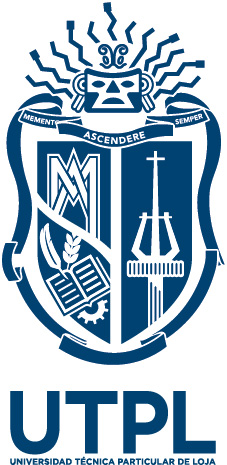 MEMENTO ASCENDERE SEMPER
UTPL
UNIVERSIDAD TÉCNICA PARTICULAR DE LOJA